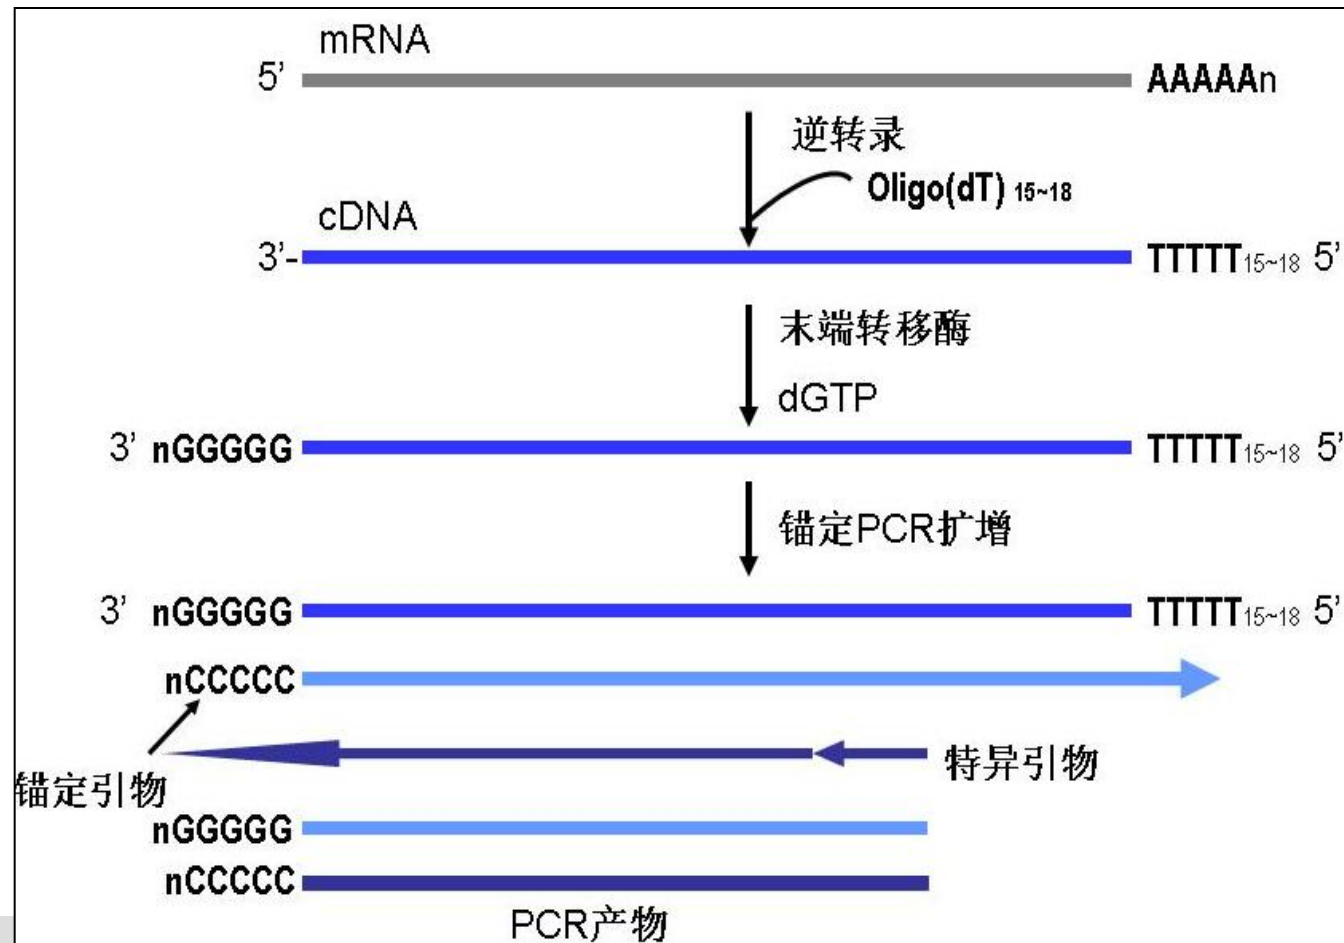 mRNA
5’ AAAAAn
逆转录
Oligo(dT) 15~18
cDNA
3’- TTTTT15~18 5’
末端转移酶
dGTP
3’ nGGGGG TTTTT15~18 5’
锚定PCR扩增
3’ nGGGGG TTTTT15~18 5’
nCCCCC
特异引物
锚定引物
nGGGGG
nCCCCC
PCR产物